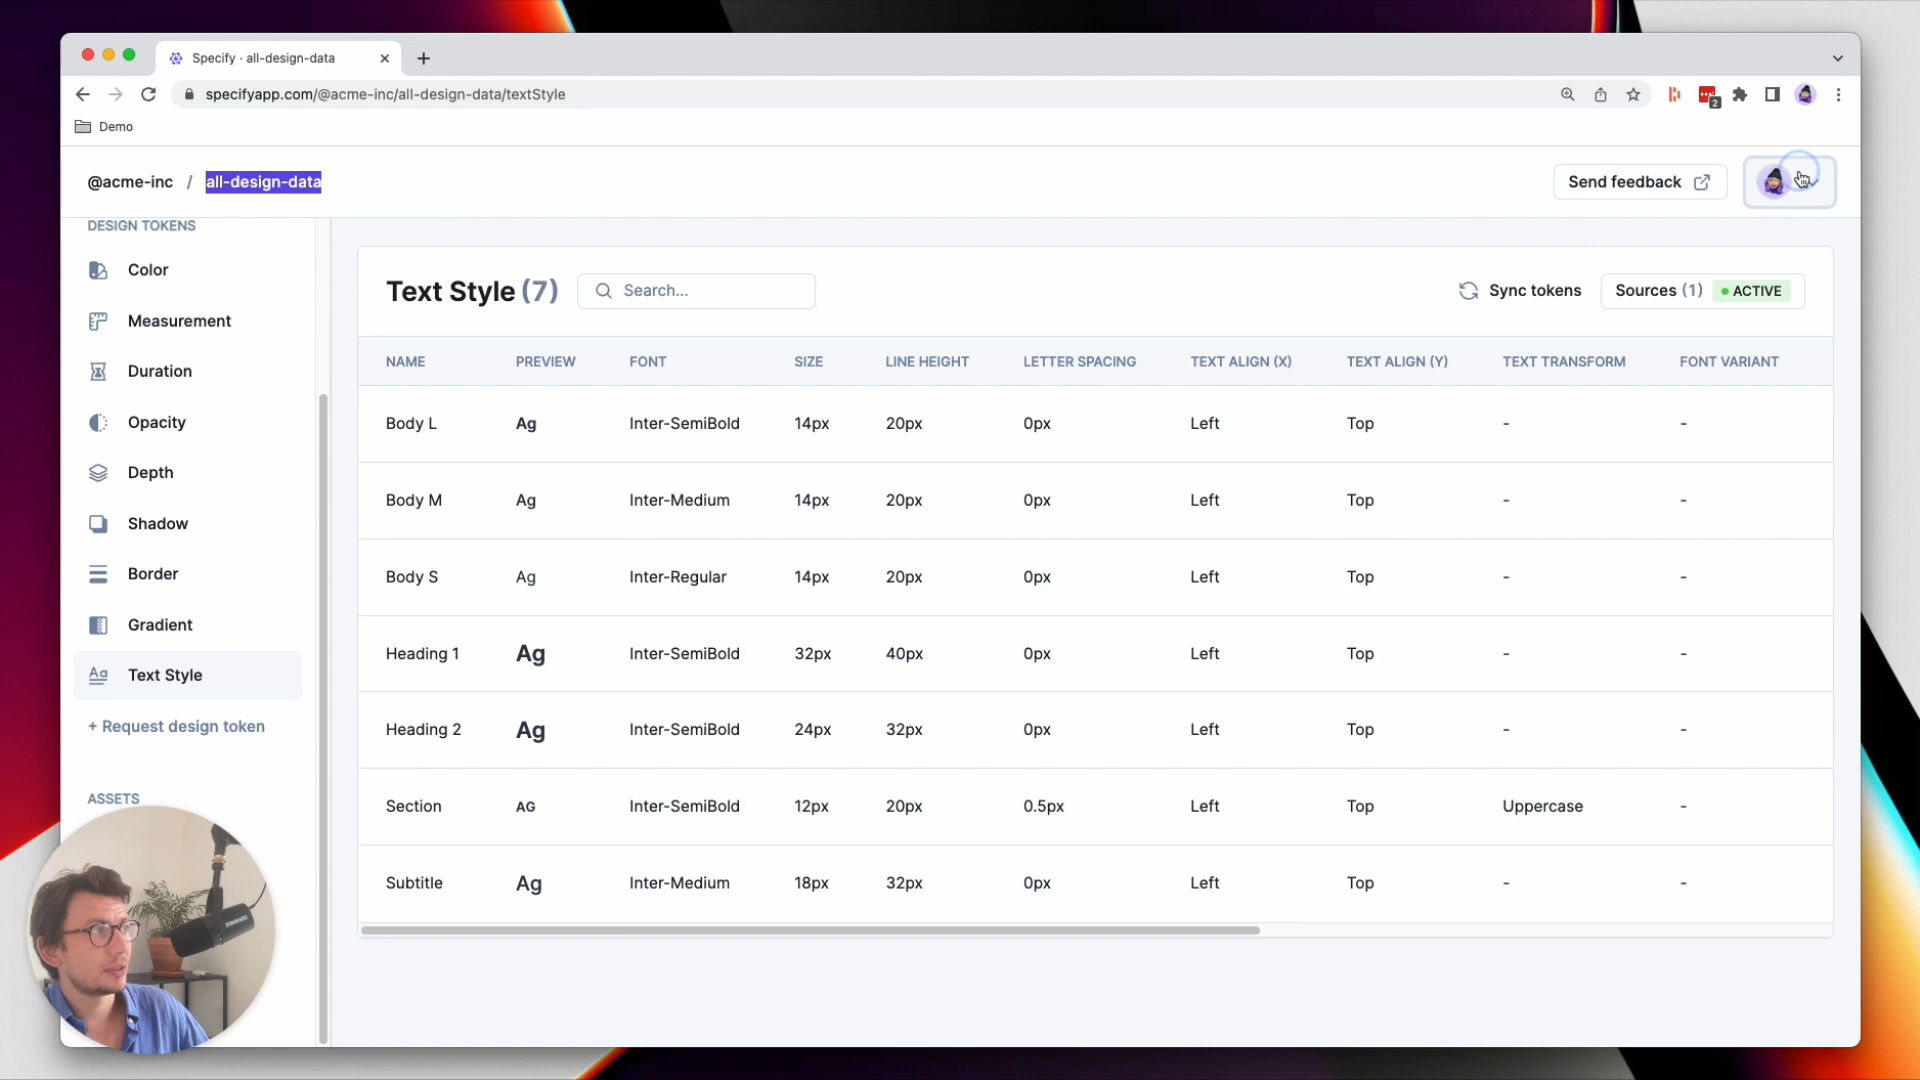 Specify · all-design-data
specifyapp.com/@acme-inc/all-design-data/textStyle
2
Demo
@acme-inc / all-design-data
Send feedback
DESIGN TOKENS
Color
Measurement
Duration
Opacity
Depth
Shadow
Border
Gradient
Ag Text Style
+ Request design token
ASSETS
Text Style (7)
Search...
Sync tokens
Sources (1) ACTIVE
NAME PREVIEW FONT SIZE LINE HEIGHT LETTER SPACING TEXT ALIGN (X) TEXT ALIGN (Y) TEXT TRANSFORM FONT VARIANT
Body L Ag Inter-SemiBold 14px 20px 0px Left Top - -
Body M Ag Inter-Medium 14px 20px 0px Left Top - -
Body S Ag Inter-Regular 14px 20px 0px Left Top - -
Heading 1 Ag Inter-SemiBold 32px 40px 0px Left Top - -
Heading 2 Ag Inter-SemiBold 24px 32px 0px Left Top - -
Section AG Inter-SemiBold 12px 20px 0.5px Left Top Uppercase -
Subtitle Ag Inter-Medium 18px 32px 0px Left Top - -